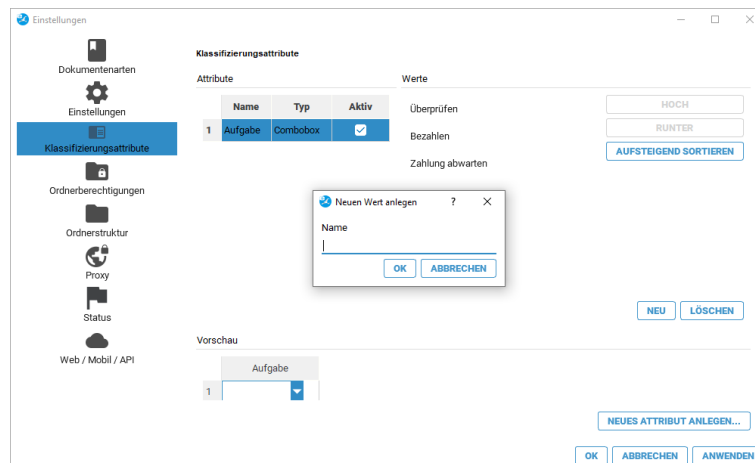 Einstellungen
Dokumentenarten
Einstellungen
Klassifizierungsattribute
Ordnerberechtigungen
Ordnerstruktur
Proxy
Status
Web / Mobil / API
Klassifizierungsattribute
Attribute
Name Typ Aktiv
1 Aufgabe Combobox
Werte
Überprüfen
Bezahlen
Zahlung abwarten
HOCH
RUNTER
AUFSTEIGEND SORTIEREN
Neuen Wert anlegen ?
Name
OK ABBRECHEN
NEU LÖSCHEN
Vorschau
Aufgabe
1
NEUES ATTRIBUT ANLEGEN...
OK ABBRECHEN ANWENDEN